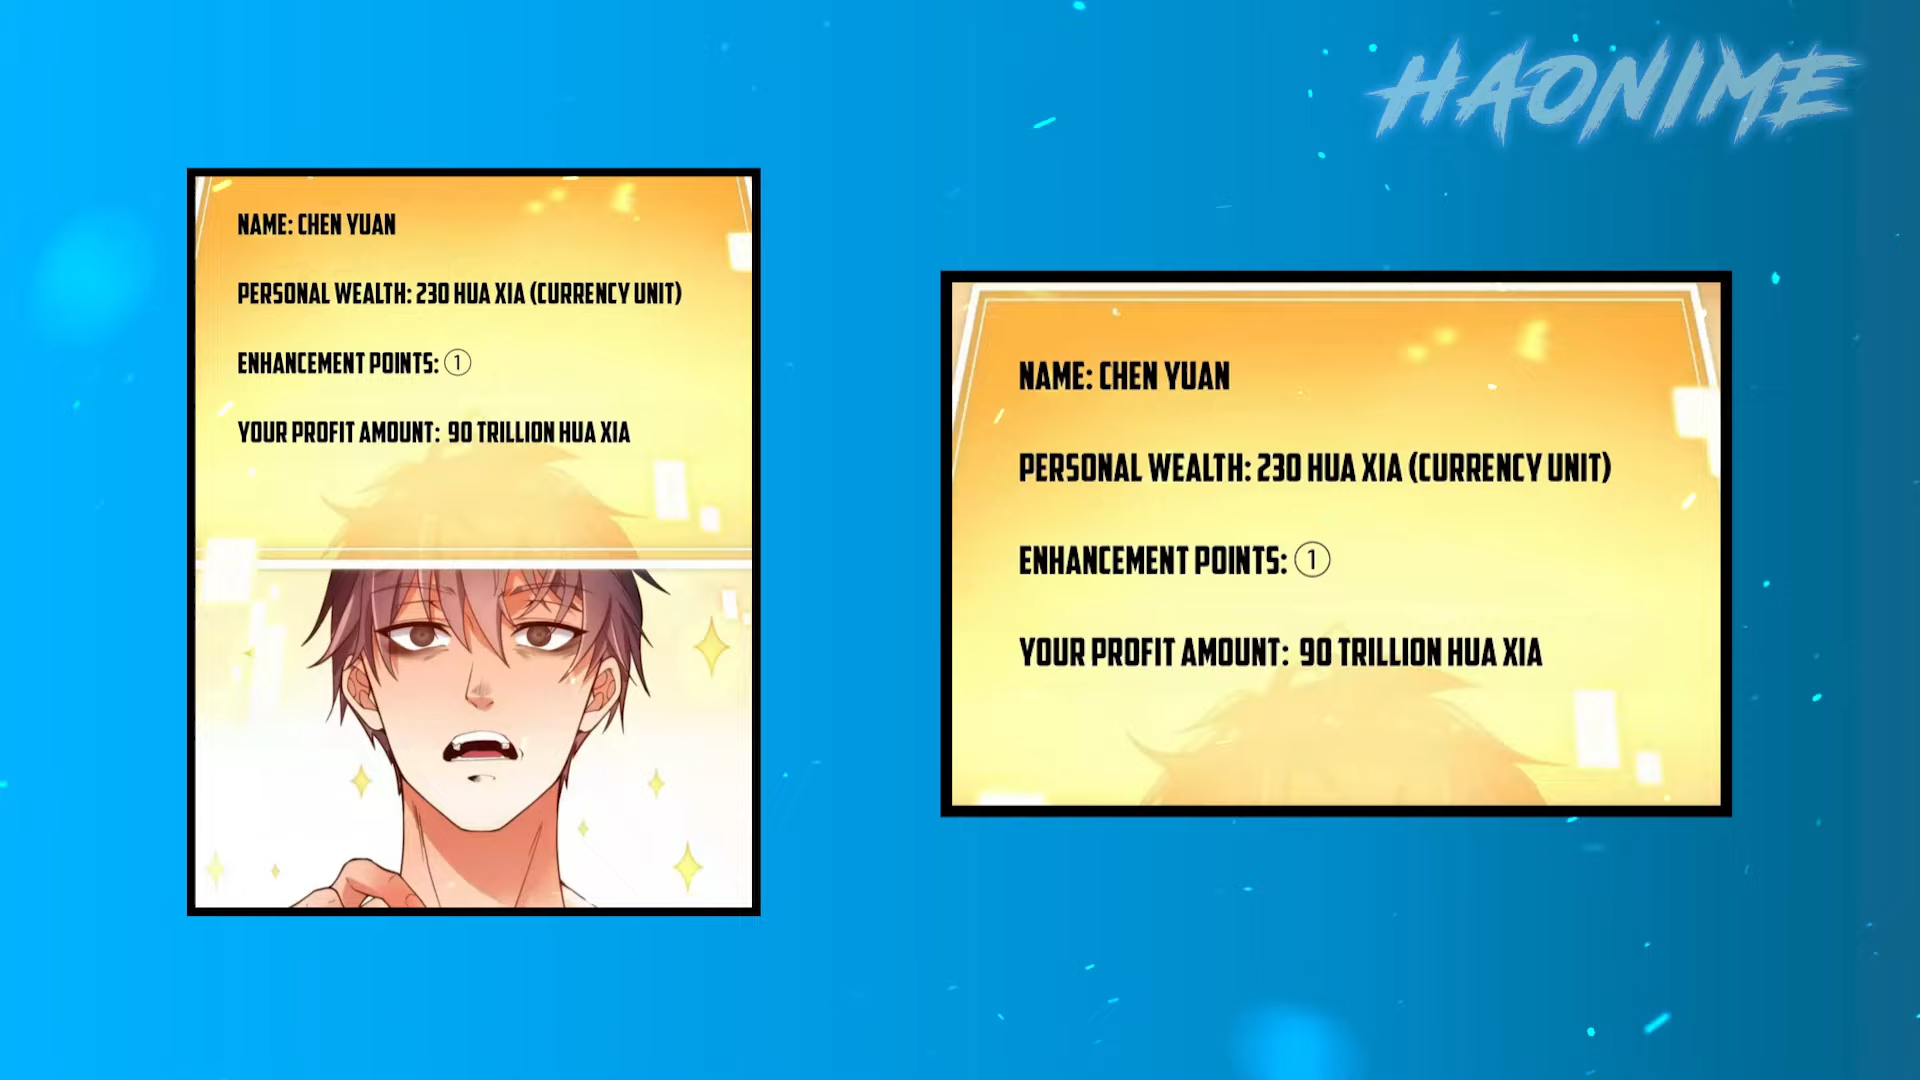 HAONIME
NAME: CHEN YUAN
PERSONAL WEALTH: 230 HUA XIA (CURRENCY UNIT)
ENHANCEMENT POINTS: ①
YOUR PROFIT AMOUNT: 90 TRILLION HUA XIA
NAME: CHEN YUAN
PERSONAL WEALTH: 230 HUA XIA (CURRENCY UNIT)
ENHANCEMENT POINTS: ①
YOUR PROFIT AMOUNT: 90 TRILLION HUA XIA